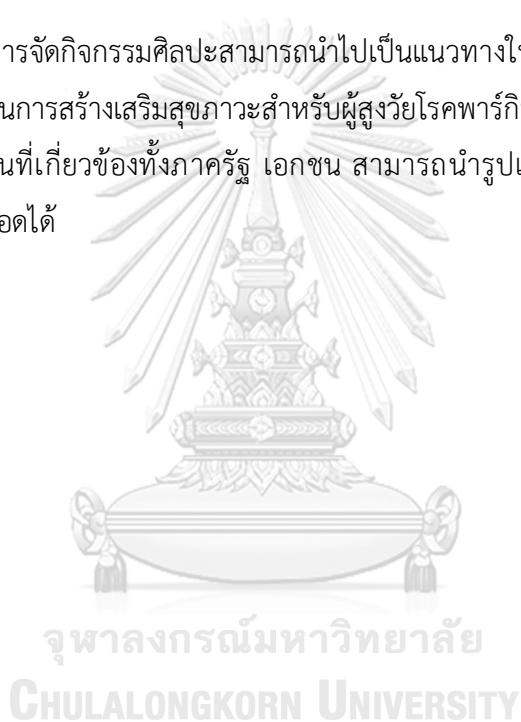 การจัดกิจกรรมศิลปะสามารถนำไปเป็นแนวทางใ
นการสร้างเสริมสุขภาวะสำหรับผู้สูงวัยโรคพาร์กิ
นที่เกี่ยวข้องทั้งภาครัฐ เอกชน สามารถนำรูปแ
อดได้
จุฬาลงกรณ์มหาวิทยาลัย
CHULALONGKORN UNIVERSITY